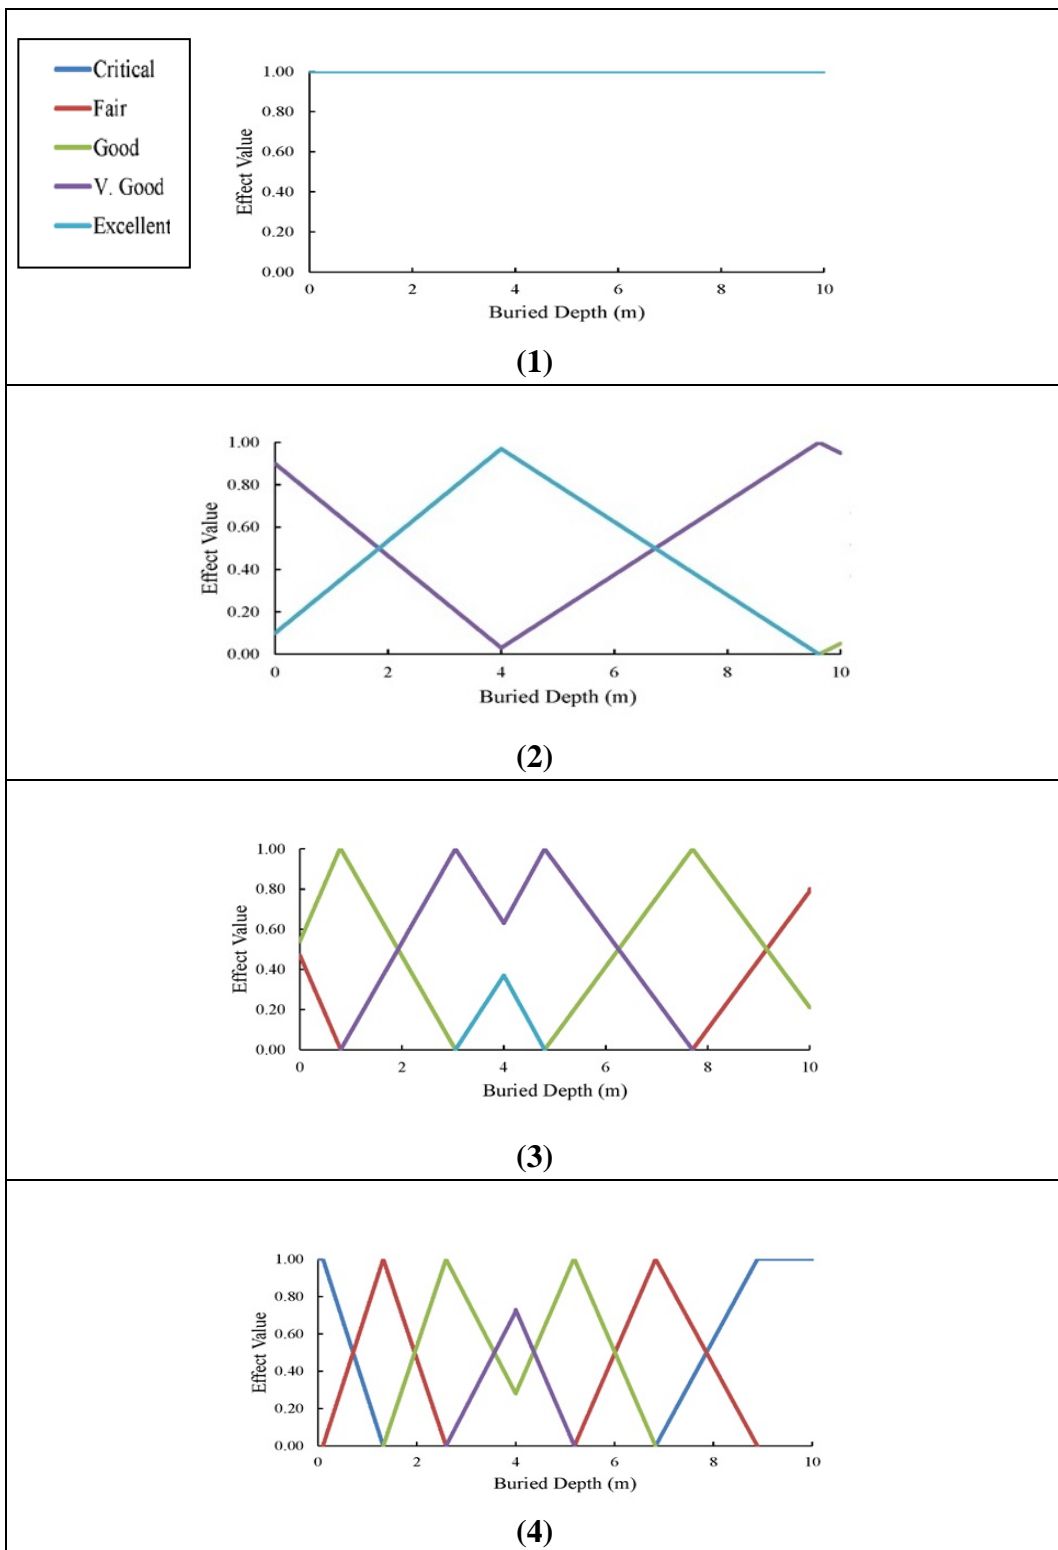 Critical
Fair
Good
V. Good
Excellent
1.00
0.80
0.60
0.40
0.20
0.00
Effect Value
0 2 4 6 8 10
Buried Depth (m)
(1)
1.00
0.80
0.60
0.40
0.20
0.00
Effect Value
0 2 4 6 8 10
Buried Depth (m)
(2)
1.00
0.80
0.60
0.40
0.20
0.00
Effect Value
0 2 4 6 8 10
Buried Depth (m)
(3)
1.00
0.80
0.60
0.40
0.20
0.00
Effect Value
0 2 4 6 8 10
Buried Depth (m)
(4)